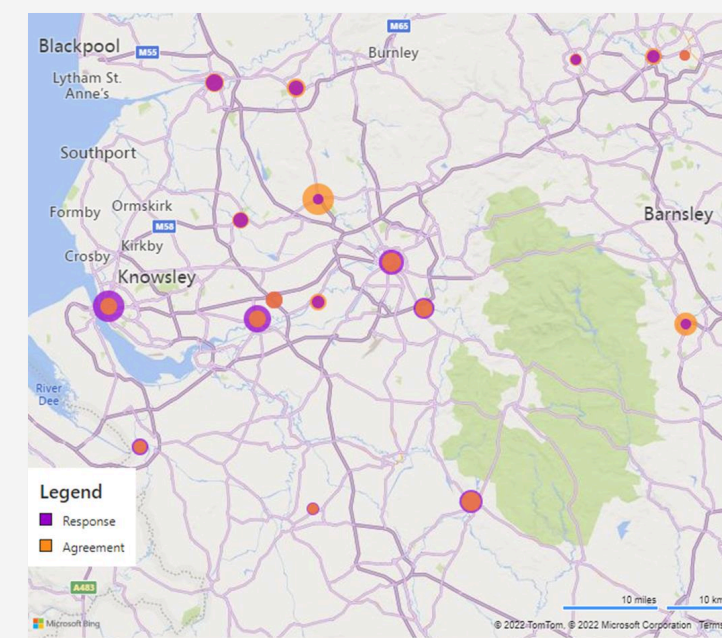 M65
Blackpool
M55
Burnley
Lytham St.
Anne's
Southport
Formby
Ormskirk
M58
Barnsley
Kirkby
Crosby
Knowsley
River
Dee
Legend
Response
Agreement
A483
10 miles
10 km
Microsoft Bing
© 2022 TomTom, © 2022 Microsoft Corporation Terms